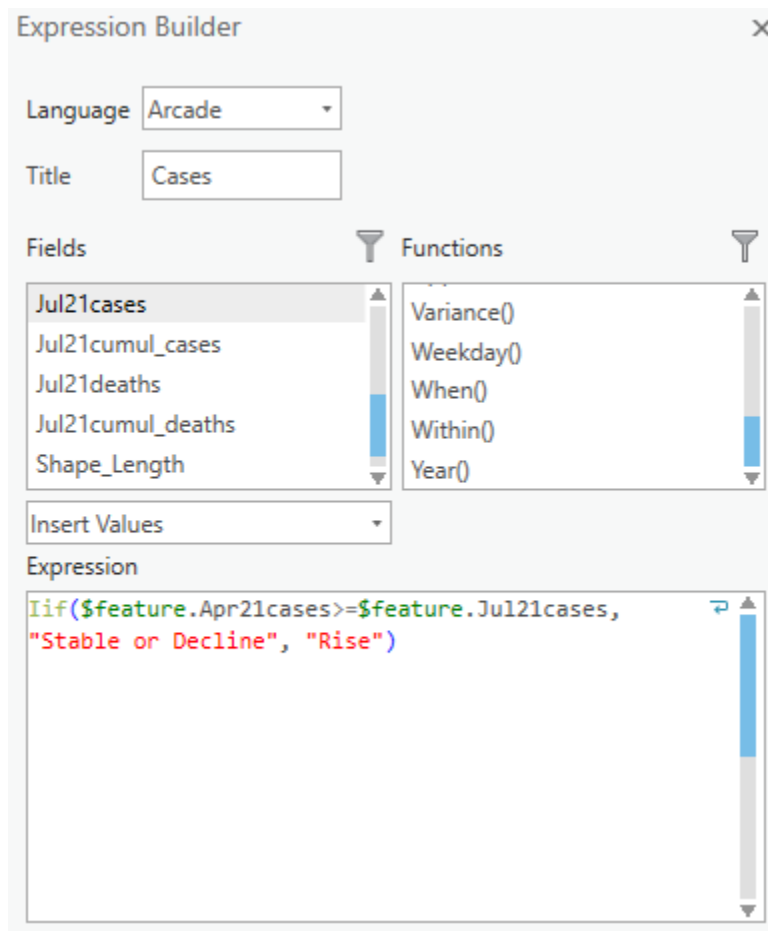 Expression Builder
Language Arcade
Title Cases
Fields
Functions
Jul21cases
Jul21cumul_cases
Jul21deaths
Jul21cumul_deaths
Shape_Length
Variance()
Weekday()
When()
Within()
Year()
Insert Values
Expression
Iif($feature.Apr21cases>=$feature.Jul21cases,
"Stable or Decline", "Rise")